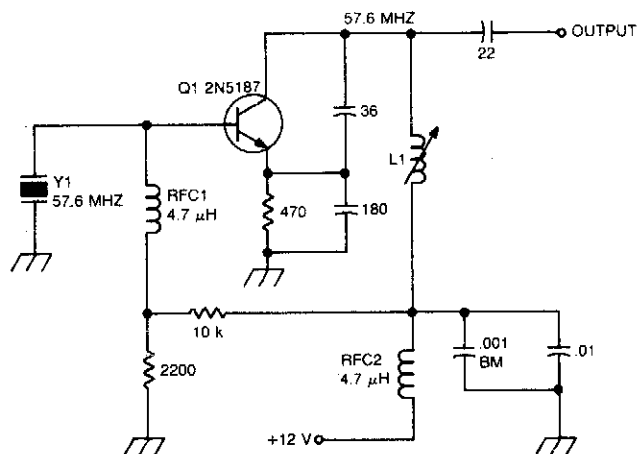 57.6 MHZ
OUTPUT
22
Q1 2N5187
36
L1
Y1
57.6 MHZ
RFC1
4.7 μH
470
180
10 k
2200
RFC2
4.7 μH
.001
BM
.01
+12 V